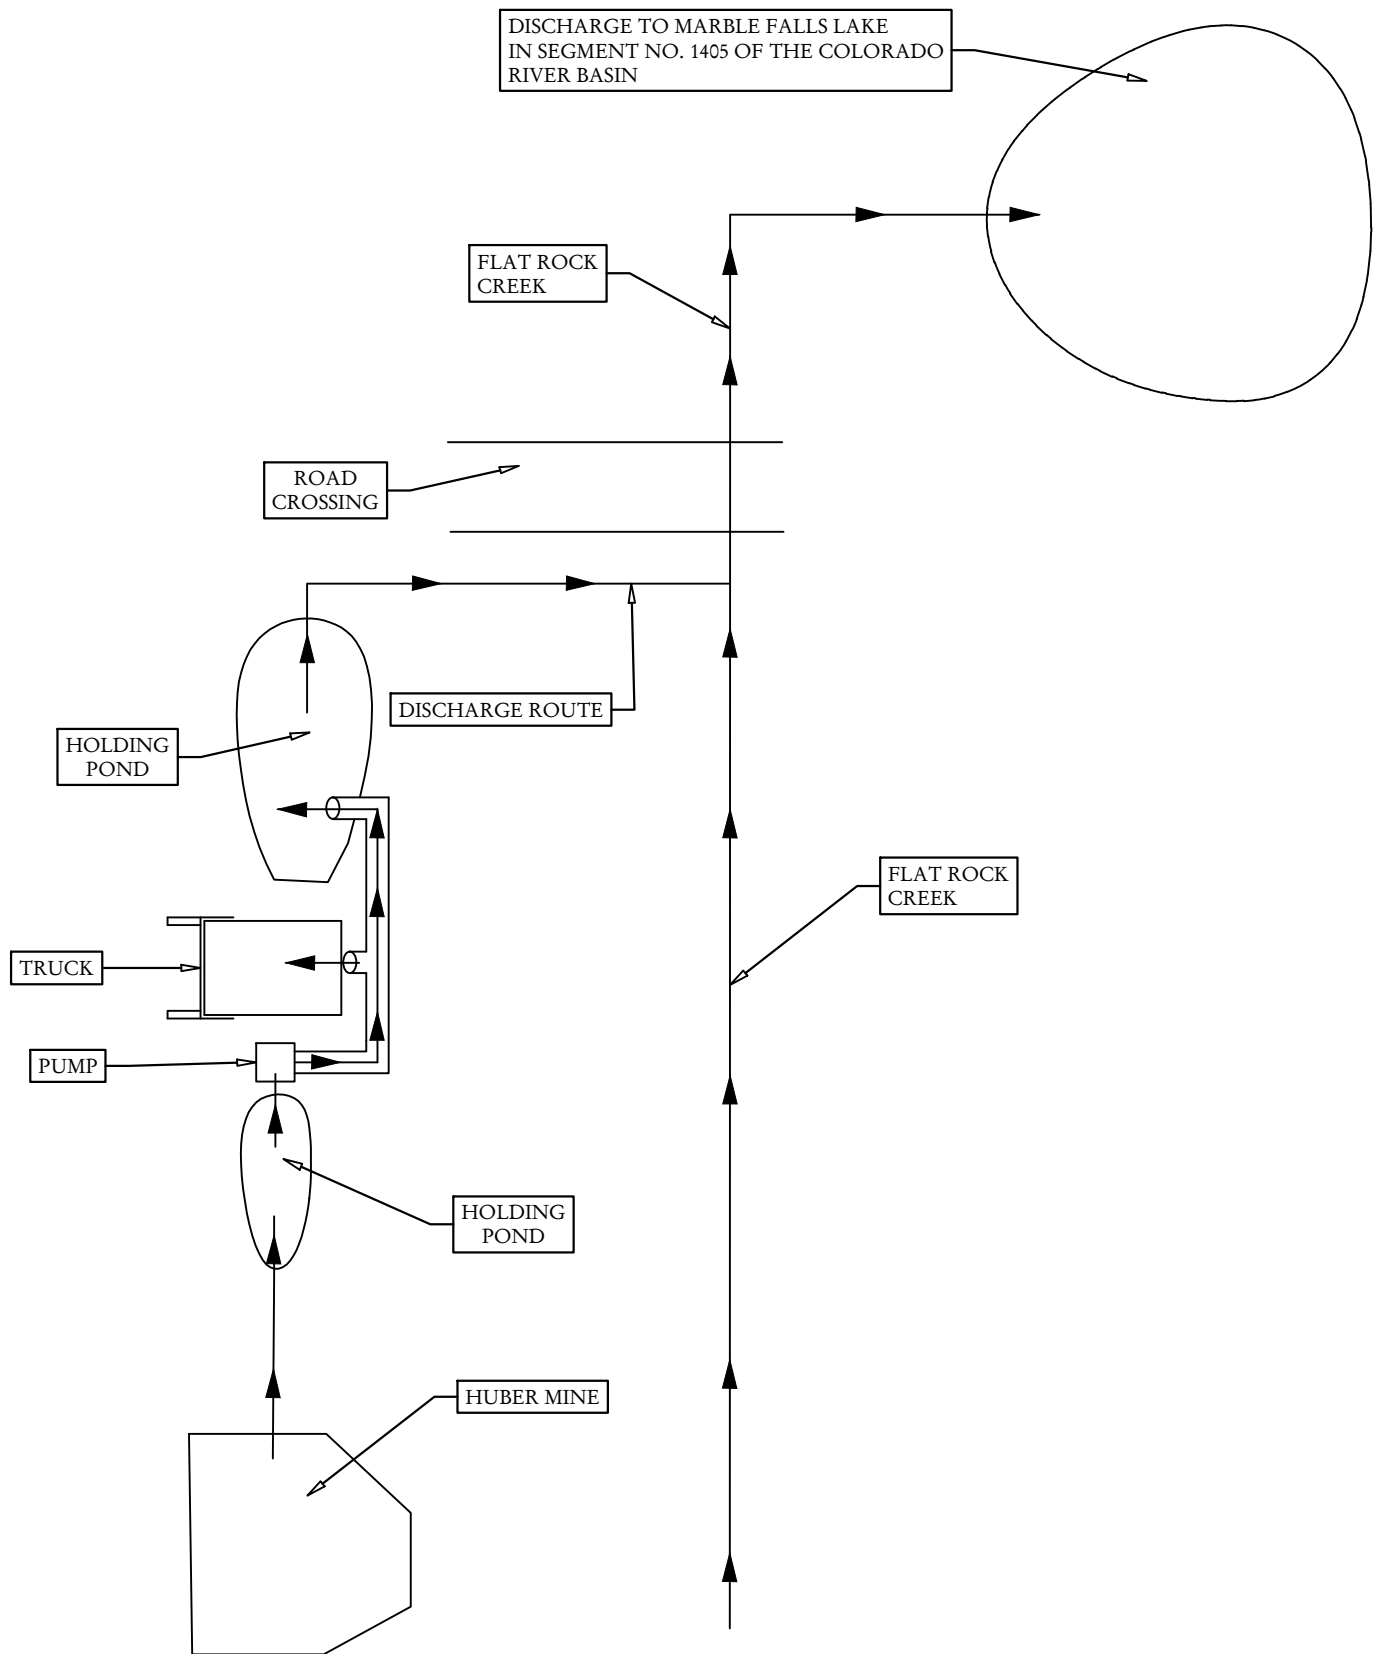 DISCHARGE TO MARBLE FALLS LAKE
IN SEGMENT NO. 1405 OF THE COLORADO
RIVER BASIN
FLAT ROCK
CREEK
ROAD
CROSSING
DISCHARGE ROUTE
HOLDING
POND
FLAT ROCK
CREEK
TRUCK
PUMP
HOLDING
POND
HUBER MINE